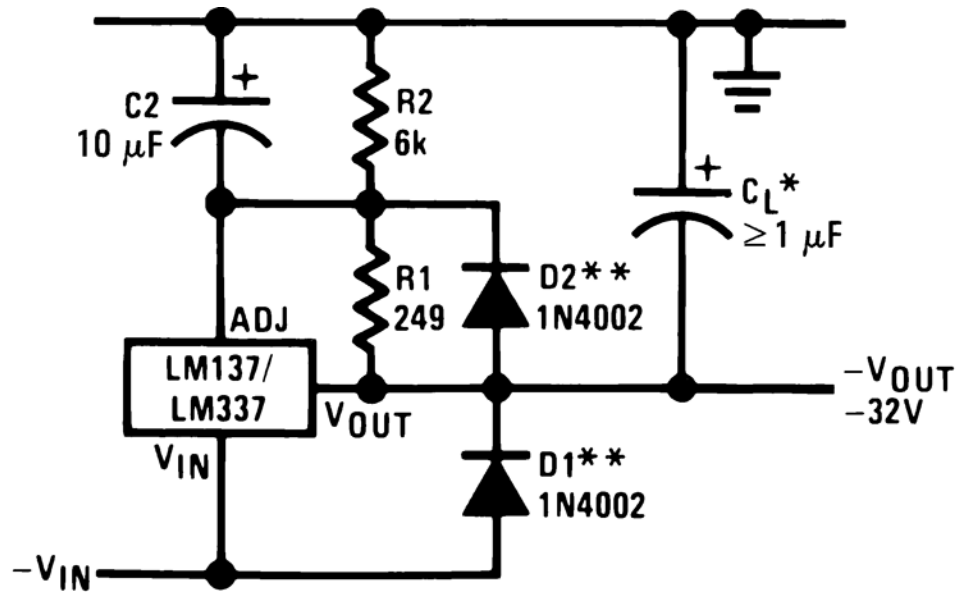 C2
10 μF
R2
6k
C_L*
≥1 μF
R1
249
D2**
1N4002
ADJ
LM137/
LM337
V_OUT
−V_OUT
−32V
V_IN
D1**
1N4002
−V_IN